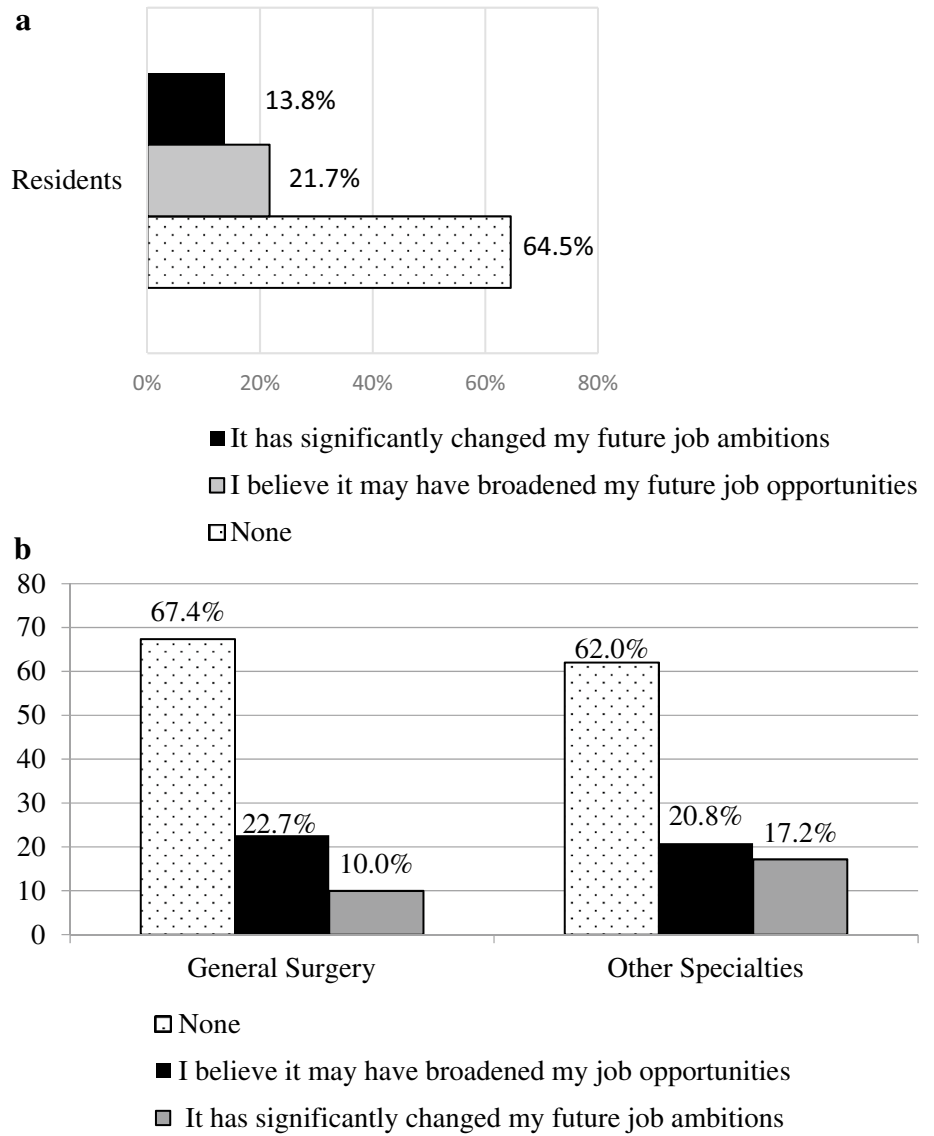 a
13.8%
Residents
21.7%
64.5%
0% 20% 40% 60% 80%
It has significantly changed my future job ambitions
I believe it may have broadened my future job opportunities
None
b
80
70
60
50
40
30
20
10
0
67.4%
22.7%
10.0%
62.0%
20.8%
17.2%
General Surgery
Other Specialties
None
I believe it may have broadened my job opportunities
It has significantly changed my future job ambitions